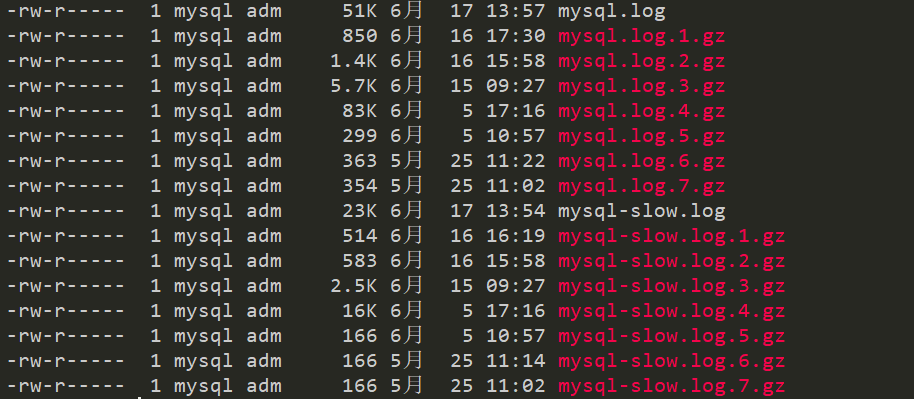 -rw-r----- 1 mysql adm 51K 6月 17 13:57 mysql.log
-rw-r----- 1 mysql adm 850 6月 16 17:30 mysql.log.1.gz
-rw-r----- 1 mysql adm 1.4K 6月 16 15:58 mysql.log.2.gz
-rw-r----- 1 mysql adm 5.7K 6月 15 09:27 mysql.log.3.gz
-rw-r----- 1 mysql adm 83K 6月 5 17:16 mysql.log.4.gz
-rw-r----- 1 mysql adm 299 6月 5 10:57 mysql.log.5.gz
-rw-r----- 1 mysql adm 363 5月 25 11:22 mysql.log.6.gz
-rw-r----- 1 mysql adm 354 5月 25 11:02 mysql.log.7.gz
-rw-r----- 1 mysql adm 23K 6月 17 13:54 mysql-slow.log
-rw-r----- 1 mysql adm 514 6月 16 16:19 mysql-slow.log.1.gz
-rw-r----- 1 mysql adm 583 6月 16 15:58 mysql-slow.log.2.gz
-rw-r----- 1 mysql adm 2.5K 6月 15 09:27 mysql-slow.log.3.gz
-rw-r----- 1 mysql adm 16K 6月 5 17:16 mysql-slow.log.4.gz
-rw-r----- 1 mysql adm 166 6月 5 10:57 mysql-slow.log.5.gz
-rw-r----- 1 mysql adm 166 5月 25 11:14 mysql-slow.log.6.gz
-rw-r----- 1 mysql adm 166 5月 25 11:02 mysql-slow.log.7.gz